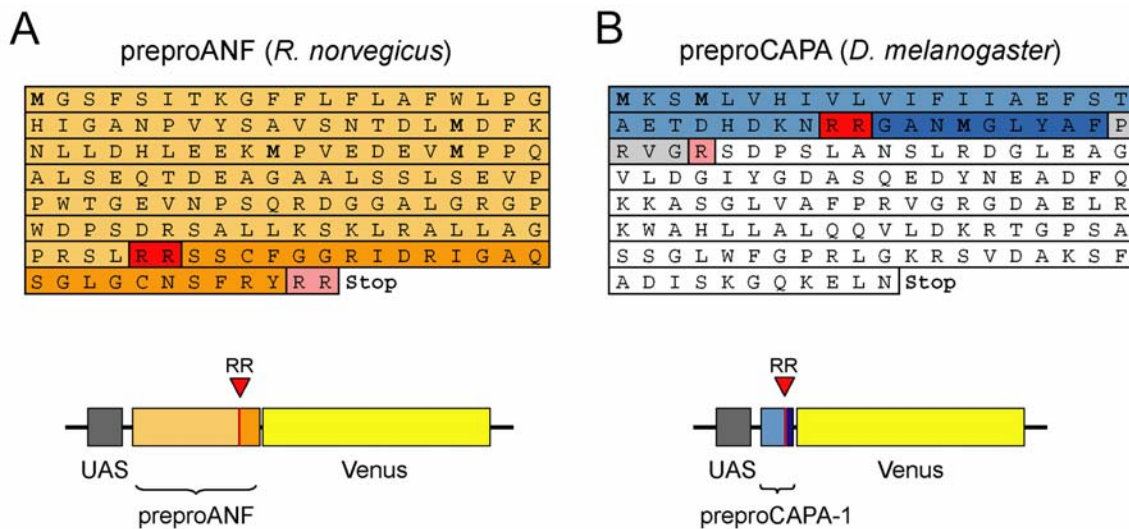 A
preproANF (R. norvegicus)
M G S F S I T K G F F L F L A F W L P G
H I G A N P V Y S A V S N T D L M D F K
N L L D H L E E K M P V E D E V M P P Q
A L S E Q T D E A G A A L S S L S E V P
P W T G E V N P S Q R D G G A L G R G P
W D P S D R S A L L K S K L R A L L A G
P R S L R R S S C F G G R I D R I G A Q
S G L G C N S F R Y R R Stop
RR
UAS
Venus
preproANF
B
preproCAPA (D. melanogaster)
M K S M L V H I V L V I F I I A E F S T
A E T D H D K N R R G A N M G L Y A F P
R V G R S D P S L A N S L R D G L E A G
V L D G I Y G D A S Q E D Y N E A D F Q
K K A S G L V A F P R V G R G D A E L R
K W A H L L A L Q Q V L D K R T G P S A
S S G L W F G P R L G K R S V D A K S F
A D I S K G Q K E L N Stop
RR
UAS
Venus
preproCAPA-1